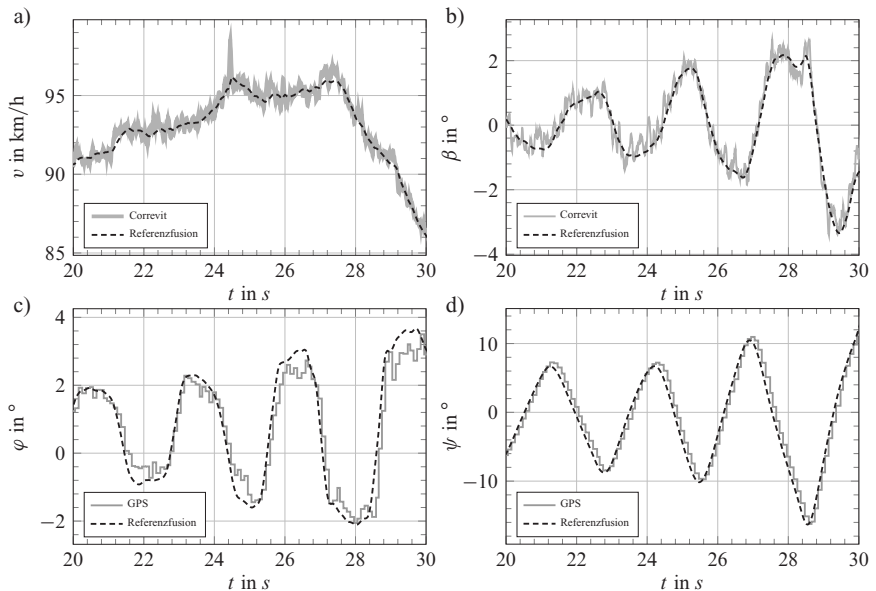 a)
95
90
85
v in km/h
Correvit
Referenzfusion
20 22 24 26 28 30
t in s
b)
2
0
−2
−4
β in °
Correvit
Referenzfusion
20 22 24 26 28 30
t in s
c)
4
2
0
−2
φ in °
GPS
Referenzfusion
20 22 24 26 28 30
t in s
d)
10
0
−10
ψ in °
GPS
Referenzfusion
20 22 24 26 28 30
t in s